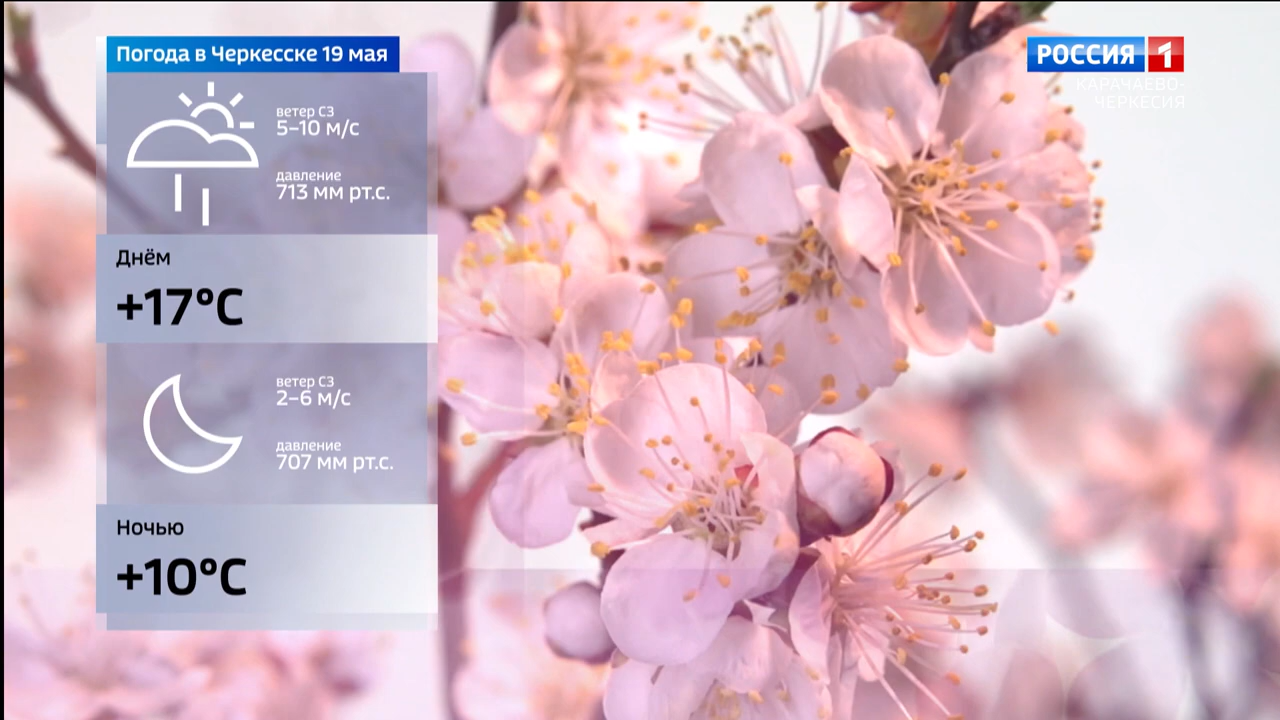 Погода в Черкесске 19 мая
РОССИЯ 1
КАРАЧАЕВО-
ЧЕРКЕСИЯ
ветер СЗ
5–10 м/с
давление
713 мм рт.с.
Днём
+17°C
ветер СЗ
2–6 м/с
давление
707 мм рт.с.
Ночью
+10°C